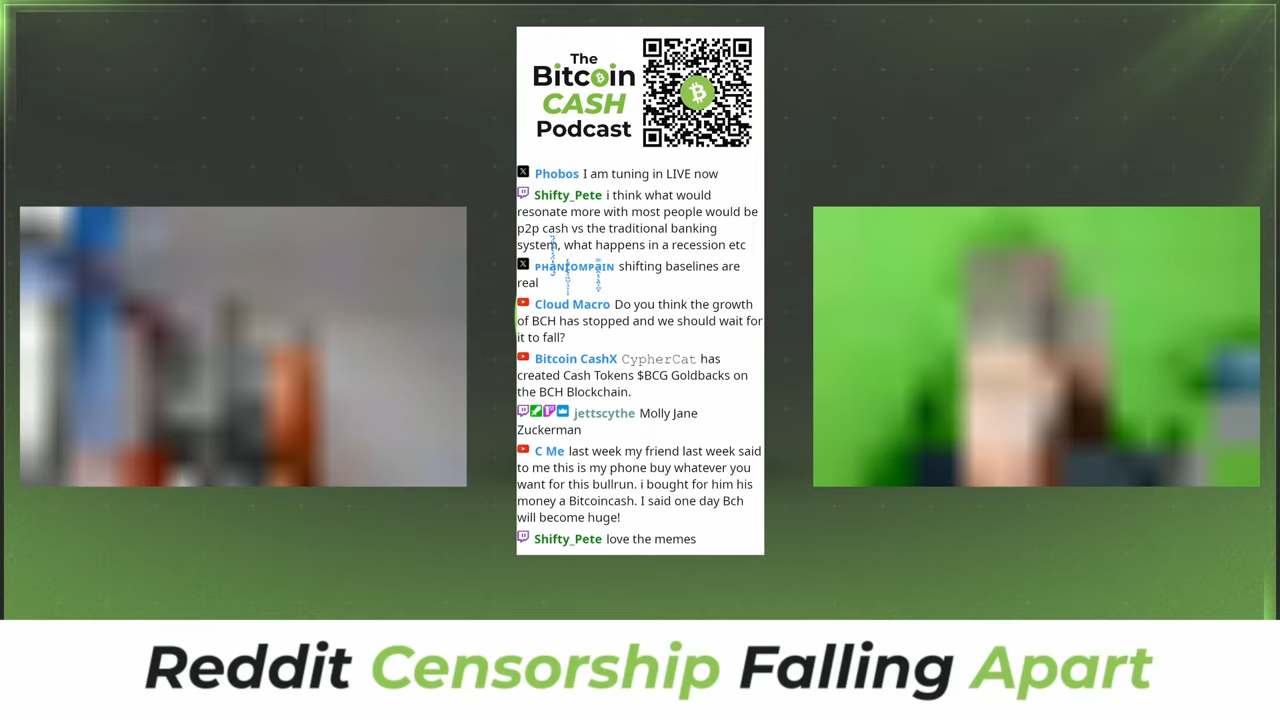 The
Bitcoin
CASH
Podcast
Phobos I am tuning in LIVE now
Shifty_Pete i think what would
resonate more with most people would be
p2p cash vs the traditional banking
system, what happens in a recession etc
ᴘʜᴀɴᴛᴏᴍᴘᴀɪɴ shifting baselines are
real
Cloud Macro Do you think the growth
of BCH has stopped and we should wait for
it to fall?
Bitcoin CashX 𝙲𝚢𝚙𝚑𝚎𝚛𝙲𝚊𝚝 has
created Cash Tokens $BCG Goldbacks on
the BCH Blockchain.
jettscythe Molly Jane
Zuckerman
C Me last week my friend last week said
to me this is my phone buy whatever you
want for this bullrun. i bought for him his
money a Bitcoincash. I said one day Bch
will become huge!
Shifty_Pete love the memes
Reddit Censorship Falling Apart